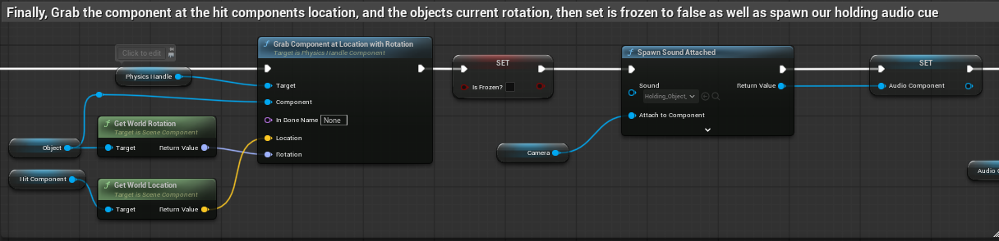 Finally, Grab the component at the hit components location, and the objects current rotation, then set is frozen to false as well as spawn our holding audio cue
Click to edit
Physics Handle
Grab Component at Location with Rotation
Target is Physics Handle Component
Target
Component
In Bone Name None
Location
Rotation
Object
Get World Rotation
Target is Scene Component
Target Return Value
Hit Component
Get World Location
Target is Scene Component
Target Return Value
SET
Is Frozen?
Spawn Sound Attached
Sound
Holding_Object_
Return Value
Attach to Component
Camera
SET
Audio Component
Audio